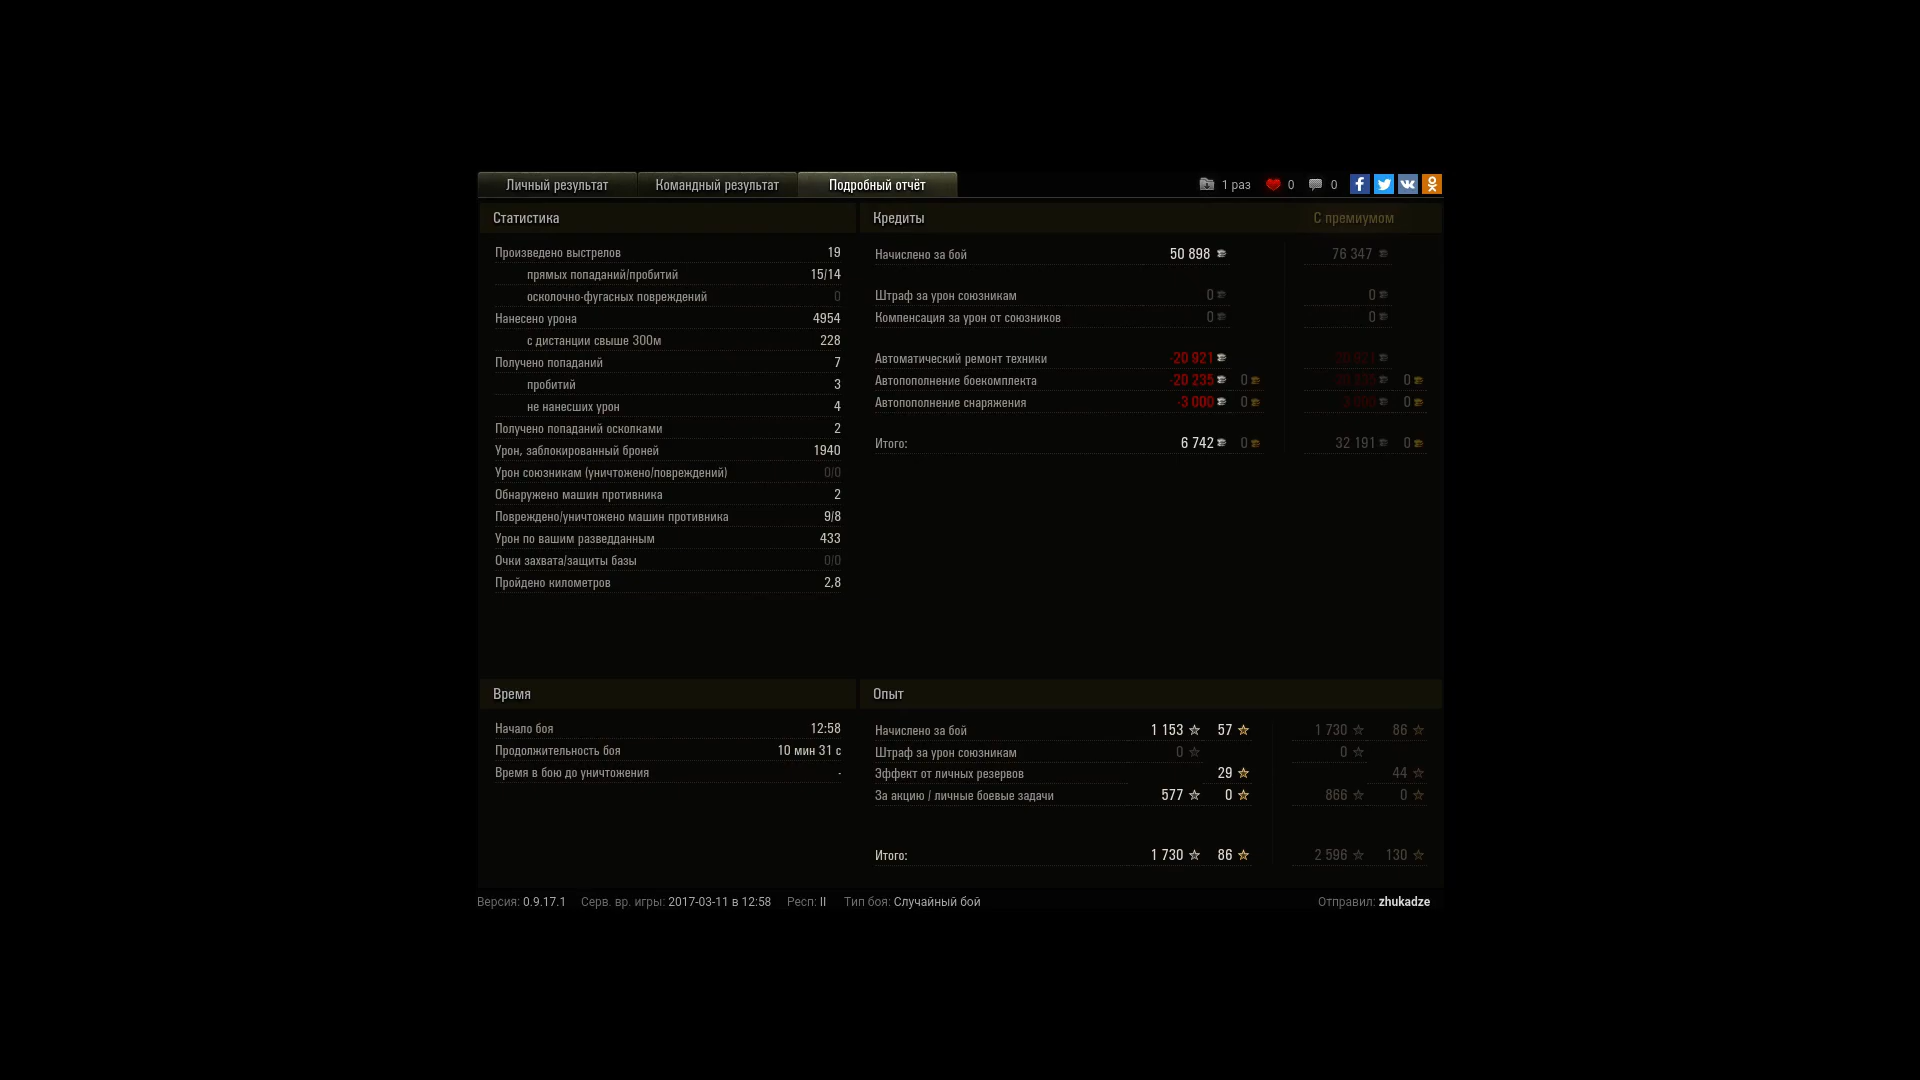 Личный результат Командный результат Подробный отчёт 1 раз 0 0
Статистика
Произведено выстрелов 19
прямых попаданий/пробитий 15/14
осколочно-фугасных повреждений 0
Нанесено урона 4954
с дистанции свыше 300м 228
Получено попаданий 7
пробитий 3
не нанесших урон 4
Получено попаданий осколками 2
Урон, заблокированный броней 1940
Урон союзникам (уничтожено/повреждений) 0/0
Обнаружено машин противника 2
Повреждено/уничтожено машин противника 9/8
Урон по вашим разведданным 433
Очки захвата/защиты базы 0/0
Пройдено километров 2,8
Кредиты С премиумом
Начислено за бой 50 898 76 347
Штраф за урон союзникам 0 0
Компенсация за урон от союзников 0 0
Автоматический ремонт техники -20 921 -20 921
Автопополнение боекомплекта -20 235 0 -20 235 0
Автопополнение снаряжения -3 000 0 -3 000 0
Итого: 6 742 0 32 191 0
Время
Начало боя 12:58
Продолжительность боя 10 мин 31 с
Время в бою до уничтожения -
Опыт
Начислено за бой 1 153 57 1 730 86
Штраф за урон союзникам 0 0
Эффект от личных резервов 29 44
За акцию / личные боевые задачи 577 0 866 0
Итого: 1 730 86 2 596 130
Версия: 0.9.17.1 Серв. вр. игры: 2017-03-11 в 12:58 Респ: II Тип боя: Случайный бой Отправил: zhukadze